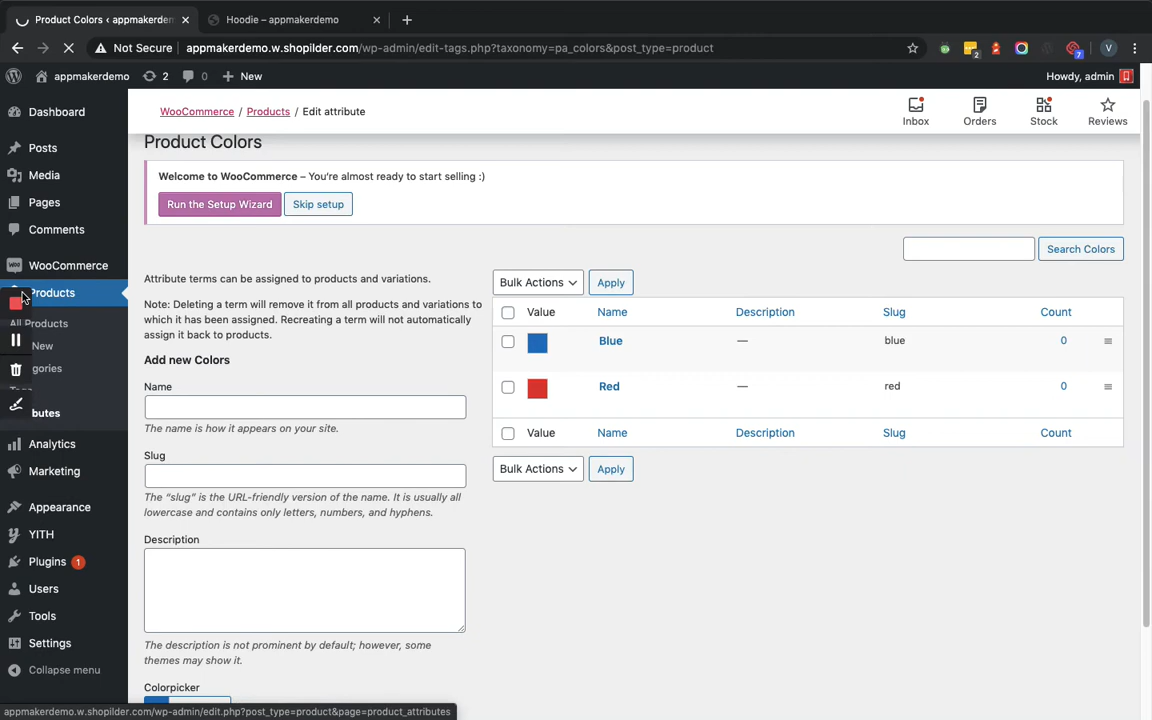 Product Colors ‹ appmakerdem
Hoodie – appmakerdemo
Not Secure
appmakerdemo.w.shopilder.com/wp-admin/edit-tags.php?taxonomy=pa_colors&post_type=product
2
7
V
appmakerdemo
2
0
New
Howdy, admin
Dashboard
Posts
Media
Pages
Comments
WooCommerce
Products
All Products
New
gories
butes
Analytics
Marketing
Appearance
YITH
Plugins 1
Users
Tools
Settings
Collapse menu
WooCommerce / Products / Edit attribute
Inbox
Orders
Stock
Reviews
Product Colors
Welcome to WooCommerce – You're almost ready to start selling :)
Run the Setup Wizard
Skip setup
Search Colors
Attribute terms can be assigned to products and variations.
Note: Deleting a term will remove it from all products and variations to
which it has been assigned. Recreating a term will not automatically
assign it back to products.
Add new Colors
Name
The name is how it appears on your site.
Slug
The “slug” is the URL-friendly version of the name. It is usually all
lowercase and contains only letters, numbers, and hyphens.
Description
The description is not prominent by default; however, some
themes may show it.
Colorpicker
Bulk Actions
Apply
Value Name Description Slug Count
Blue — blue 0
Red — red 0
Value Name Description Slug Count
Bulk Actions
Apply
appmakerdemo.w.shopilder.com/wp-admin/edit.php?post_type=product&page=product_attributes